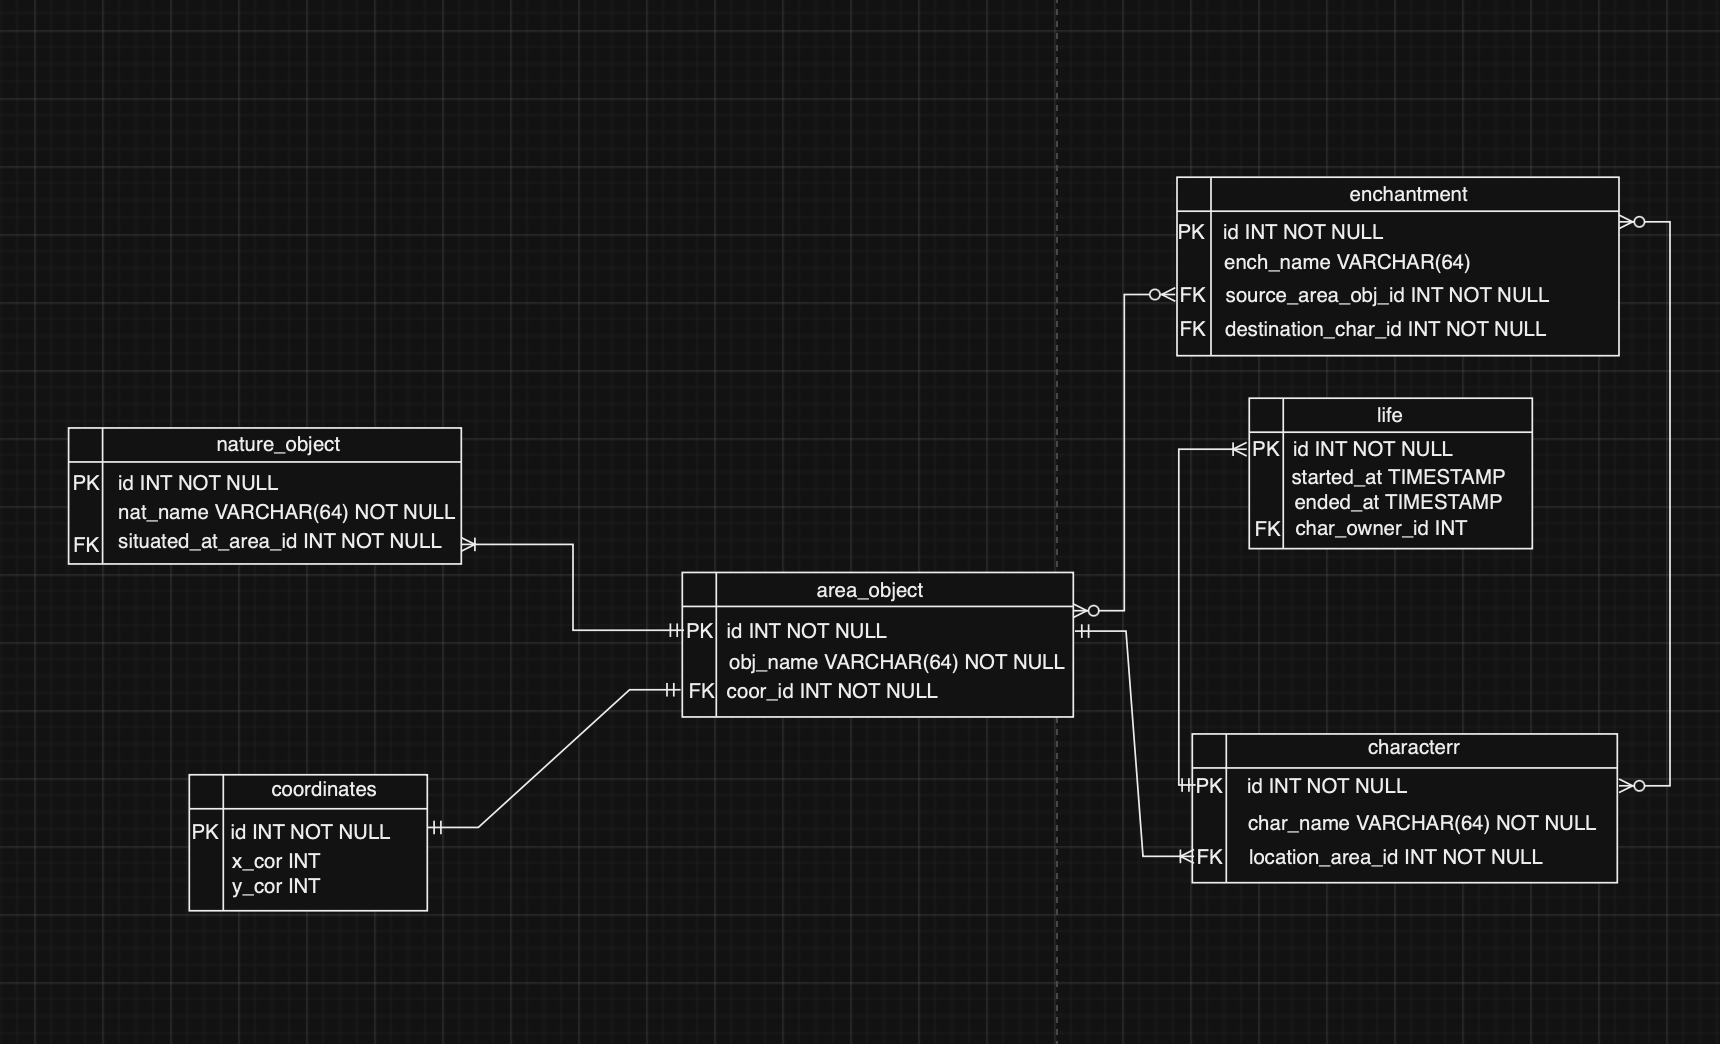 enchantment
PK id INT NOT NULL
ench_name VARCHAR(64)
FK source_area_obj_id INT NOT NULL
FK destination_char_id INT NOT NULL
life
PK id INT NOT NULL
started_at TIMESTAMP
ended_at TIMESTAMP
FK char_owner_id INT
nature_object
PK id INT NOT NULL
nat_name VARCHAR(64) NOT NULL
FK situated_at_area_id INT NOT NULL
area_object
PK id INT NOT NULL
obj_name VARCHAR(64) NOT NULL
FK coor_id INT NOT NULL
coordinates
PK id INT NOT NULL
x_cor INT
y_cor INT
characterr
PK id INT NOT NULL
char_name VARCHAR(64) NOT NULL
FK location_area_id INT NOT NULL